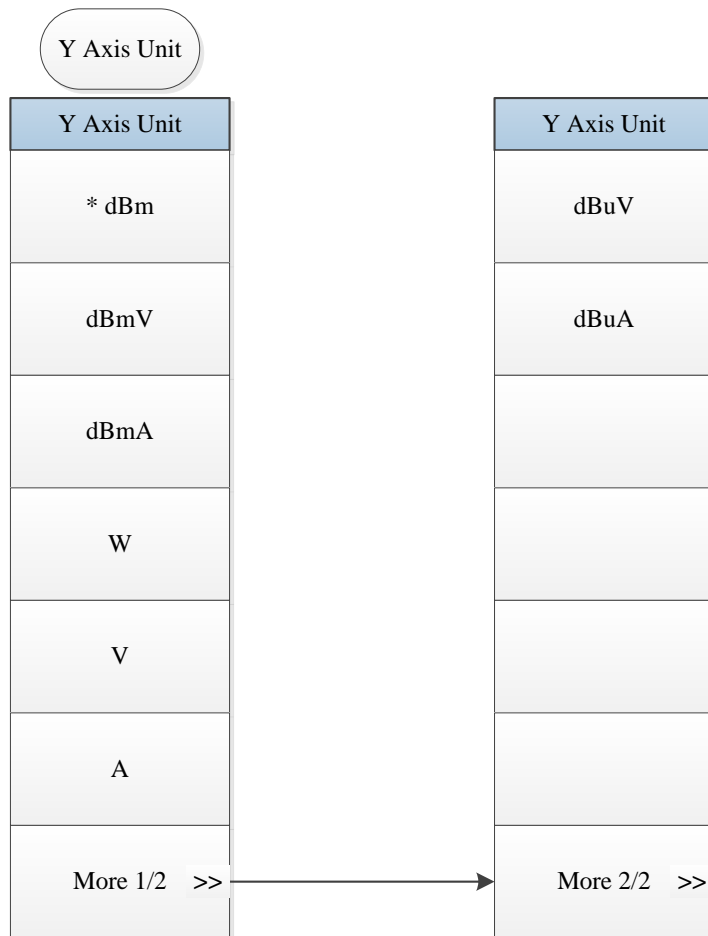 Y Axis Unit
Y Axis Unit
* dBm
dBmV
dBmA
W
V
A
More 1/2 >>
Y Axis Unit
dBuV
dBuA
More 2/2 >>